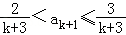 2/(k+3) < a_{k+1} ⩽ 3/(k+3)